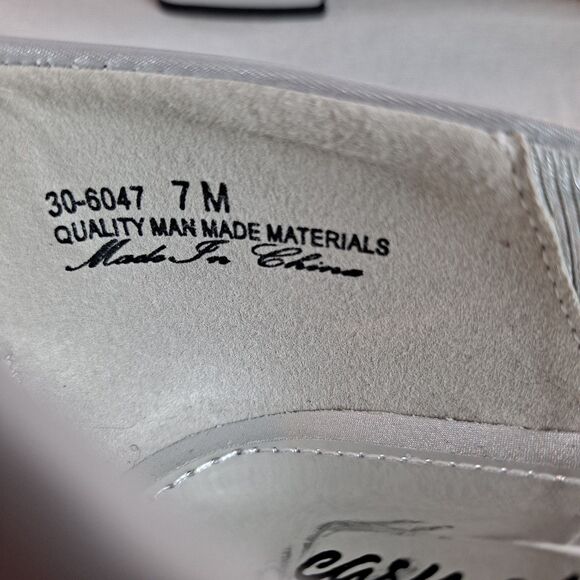 30-6047 7 M
QUALITY MAN MADE MATERIALS
Made In China